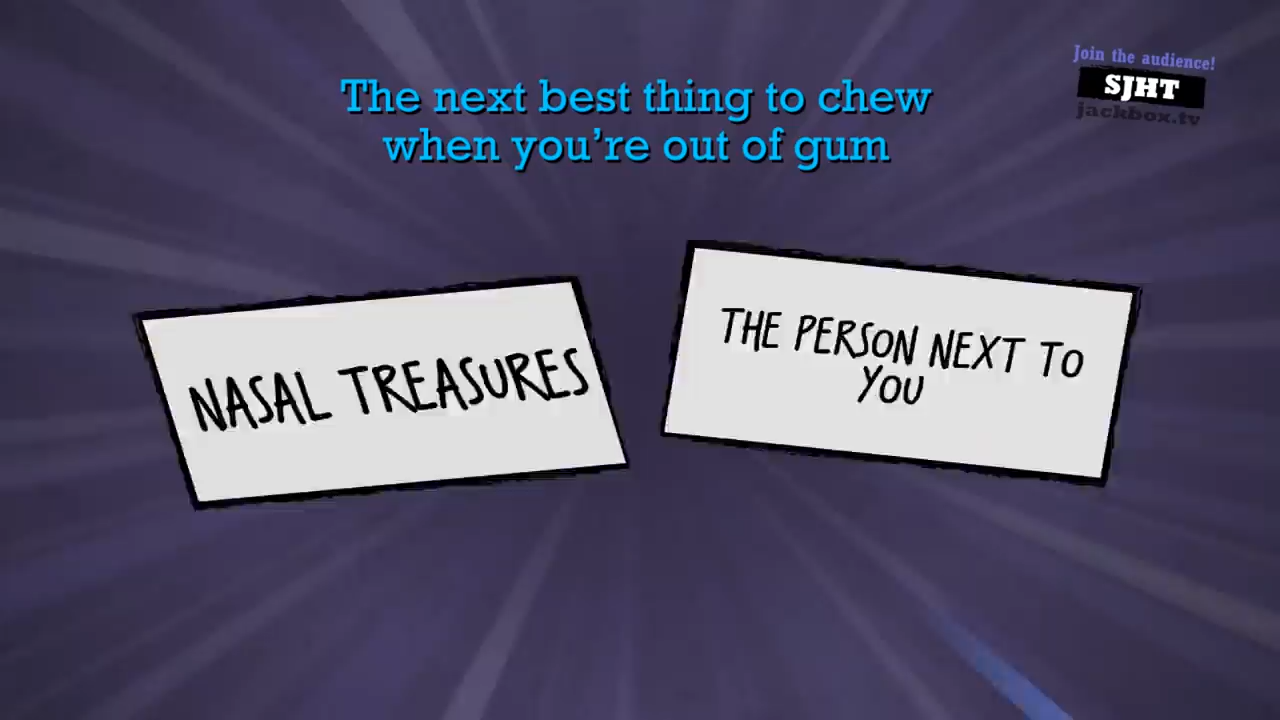 Join the audience!
SJHT
jackbox.tv
The next best thing to chew
when you're out of gum
NASAL TREASURES
THE PERSON NEXT TO
YOU